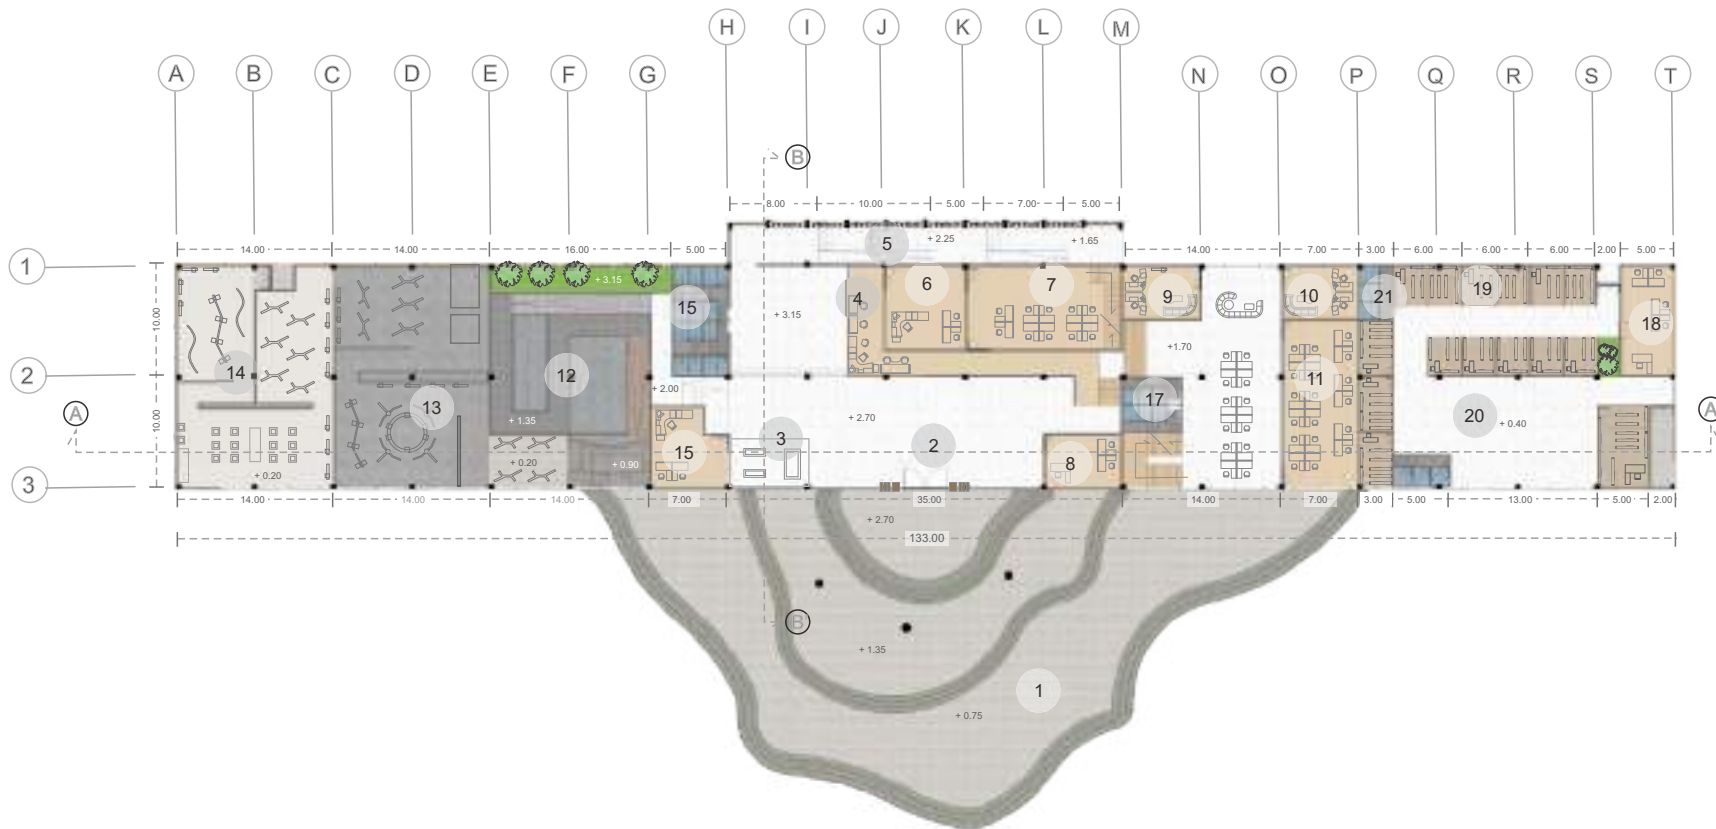 H I J K L M
A B C D E F G N O P Q R S T
B
8.00 10.00 5.00 7.00 5.00
5 + 2.25 + 1.65
14.00 14.00 16.00 5.00 14.00 7.00 3.00 6.00 6.00 6.00 2.00 5.00
1
+ 3.15
10.00 15 4 6 7 9 10 21 19 18
+ 3.15
+1.70
2 14 12 11
+ 2.00 17
A 13 + 1.35 + 2.70 20 + 0.40 A
10.00 3 2
15 8
+ 0.20 + 0.20 + 0.90
3
14.00 14.00 14.00 7.00 35.00 14.00 7.00 3.00 5.00 13.00 5.00 2.00
+ 2.70
133.00
B
+ 1.35
1
+ 0.75